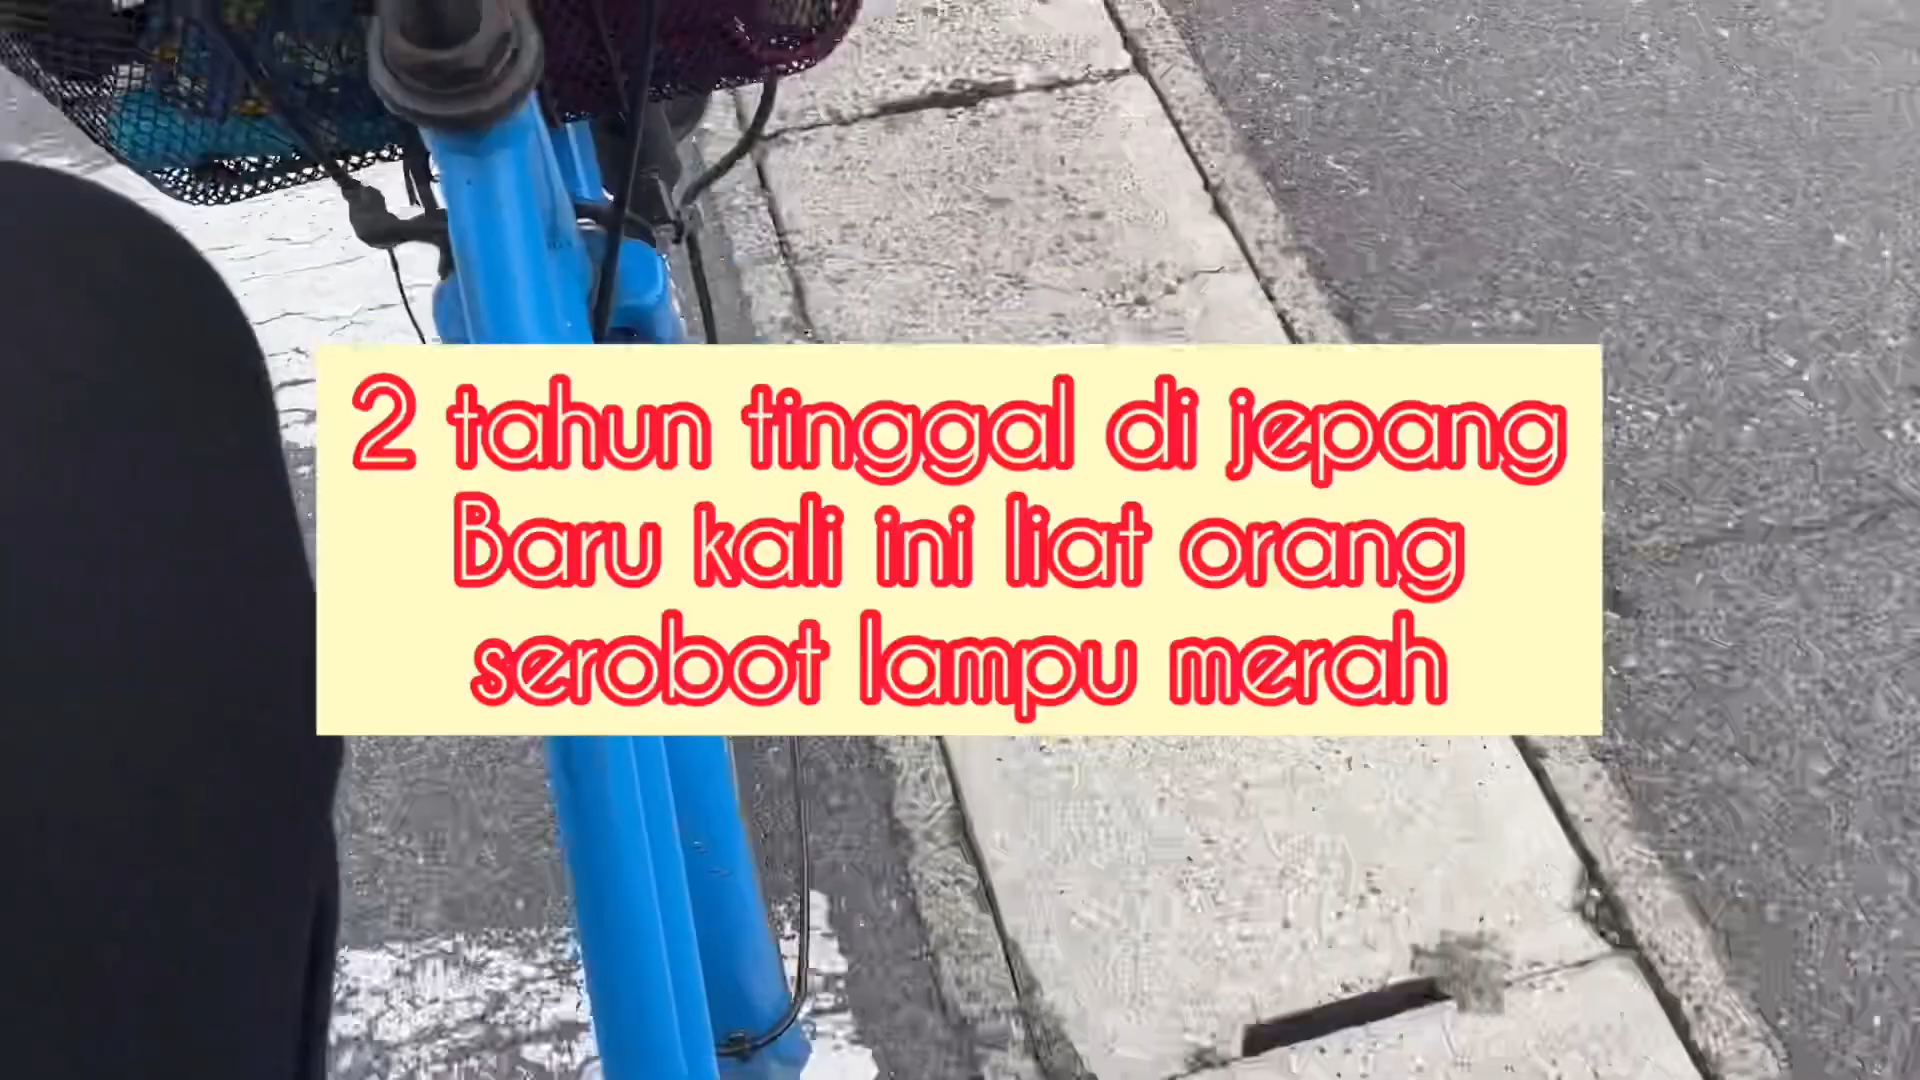 2 tahun tinggal di jepang
Baru kali ini liat orang
serobot lampu merah